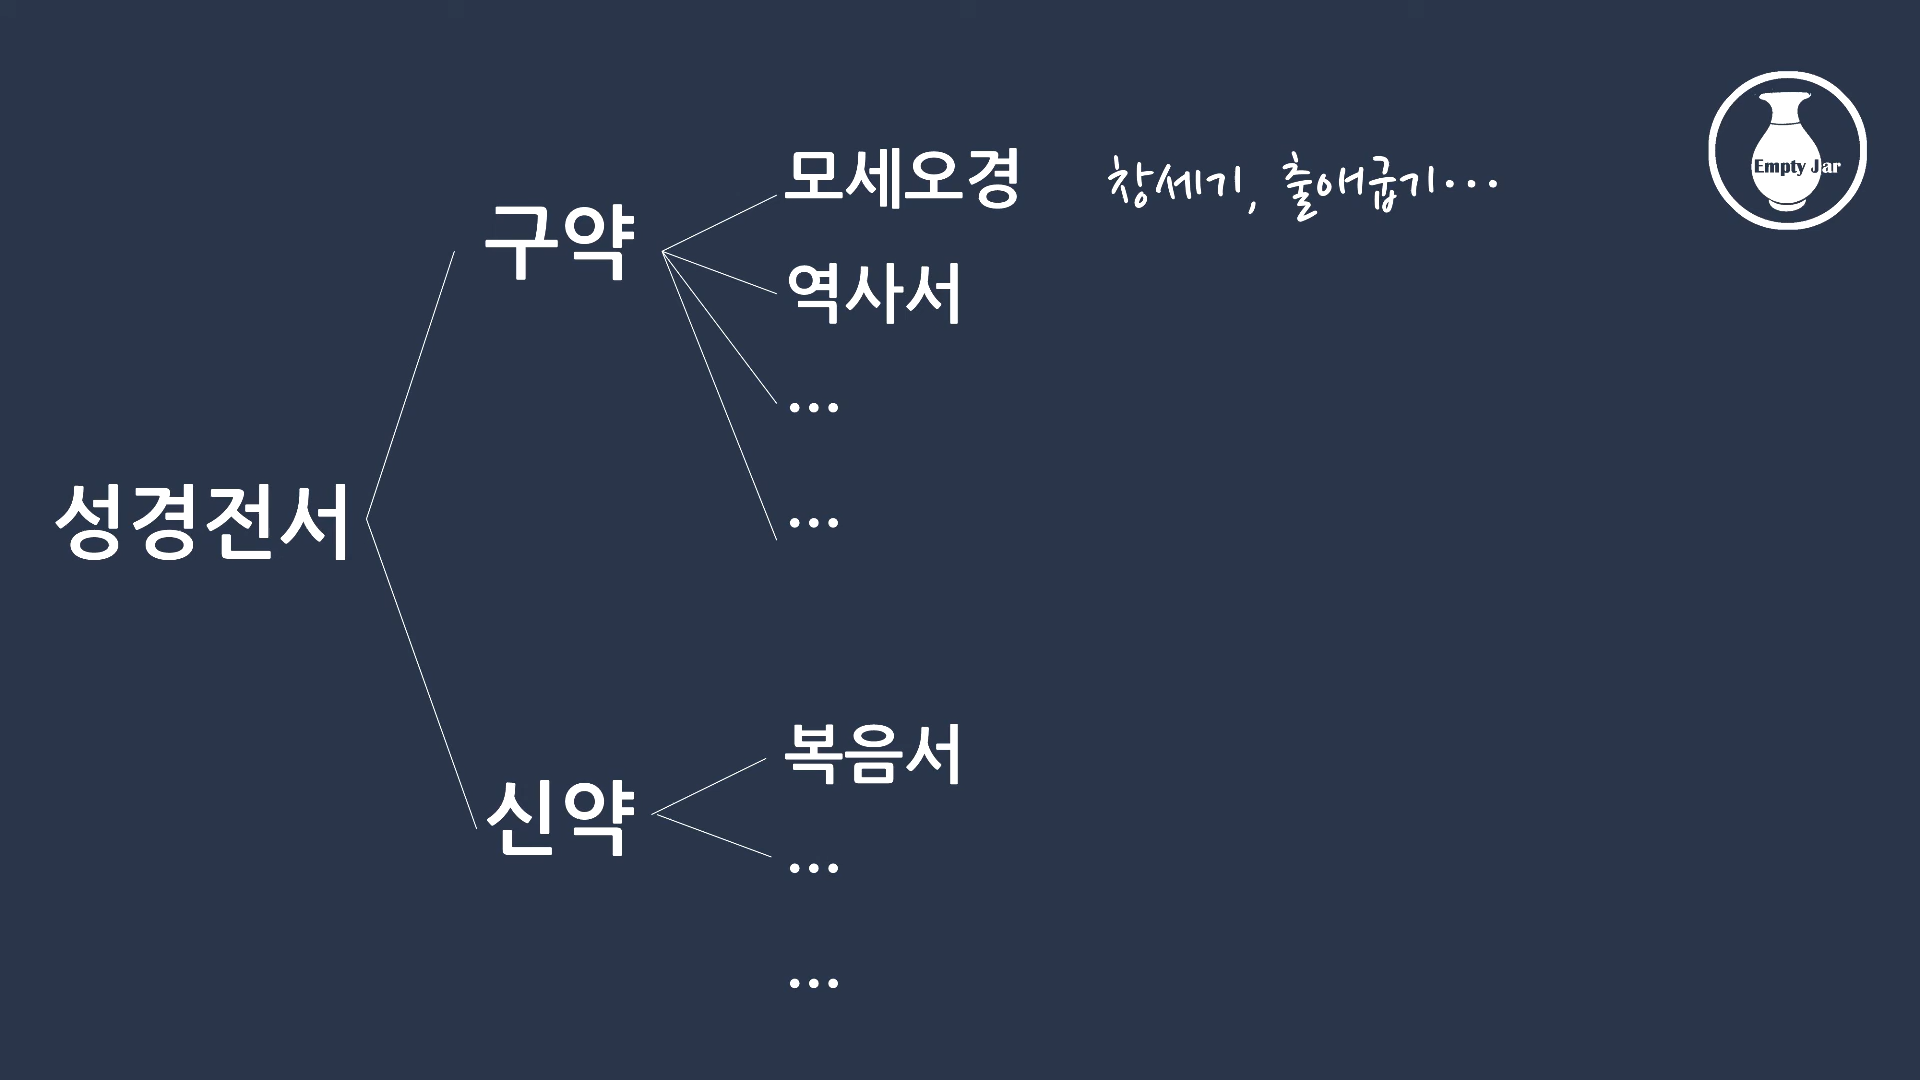 구약
모세오경
창세기, 출애굽기...
역사서
...
...
성경전서
신약
복음서
...
...
Empty Jar